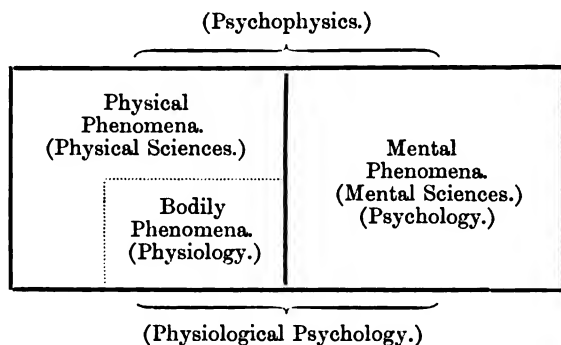 (Psychophysics.)
Physical
Phenomena.
(Physical Sciences.)
Bodily
Phenomena.
(Physiology.)
Mental
Phenomena.
(Mental Sciences.)
(Psychology.)
(Physiological Psychology.)